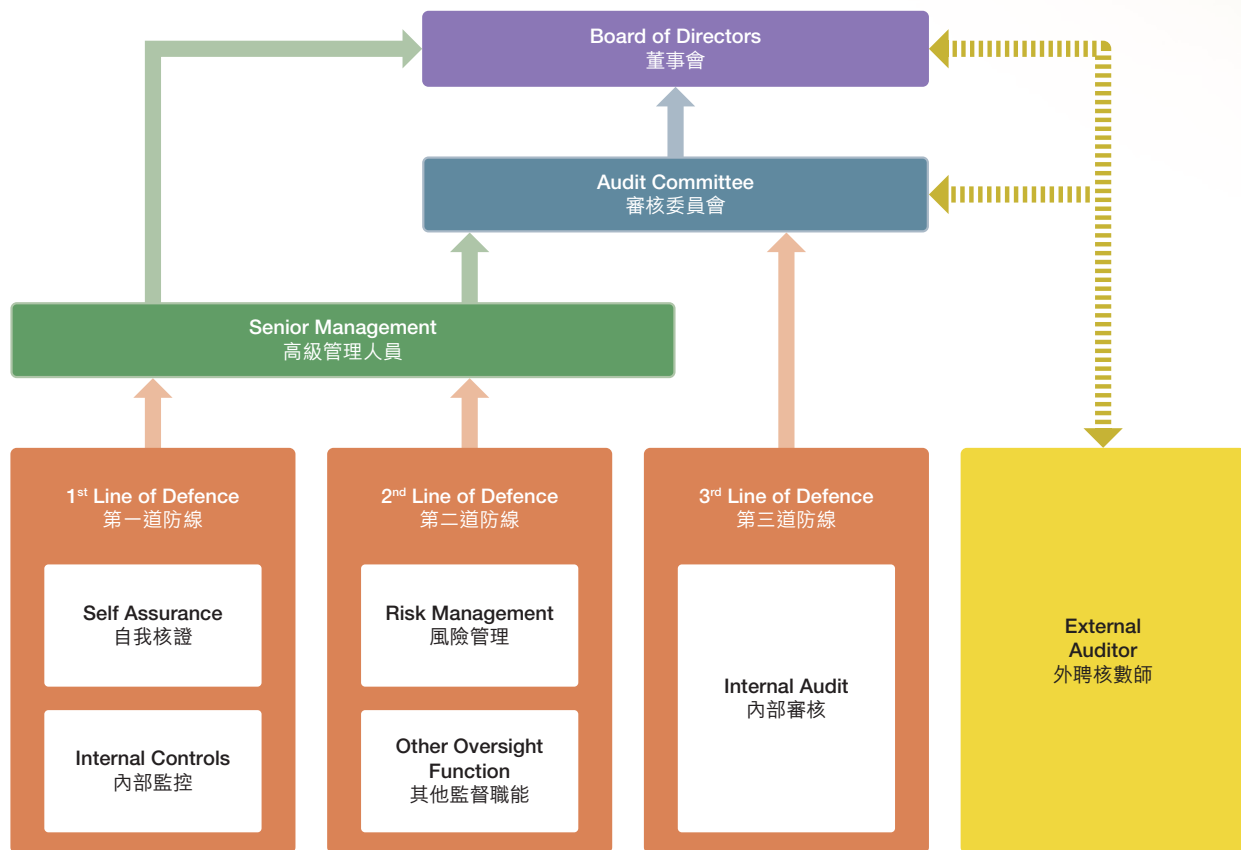 Board of Directors
董事會
Audit Committee
審核委員會
Senior Management
高級管理人員
1st Line of Defence
第一道防線
Self Assurance
自我核證
Internal Controls
內部監控
2nd Line of Defence
第二道防線
Risk Management
風險管理
Other Oversight
Function
其他監督職能
3rd Line of Defence
第三道防線
Internal Audit
內部審核
External
Auditor
外聘核數師